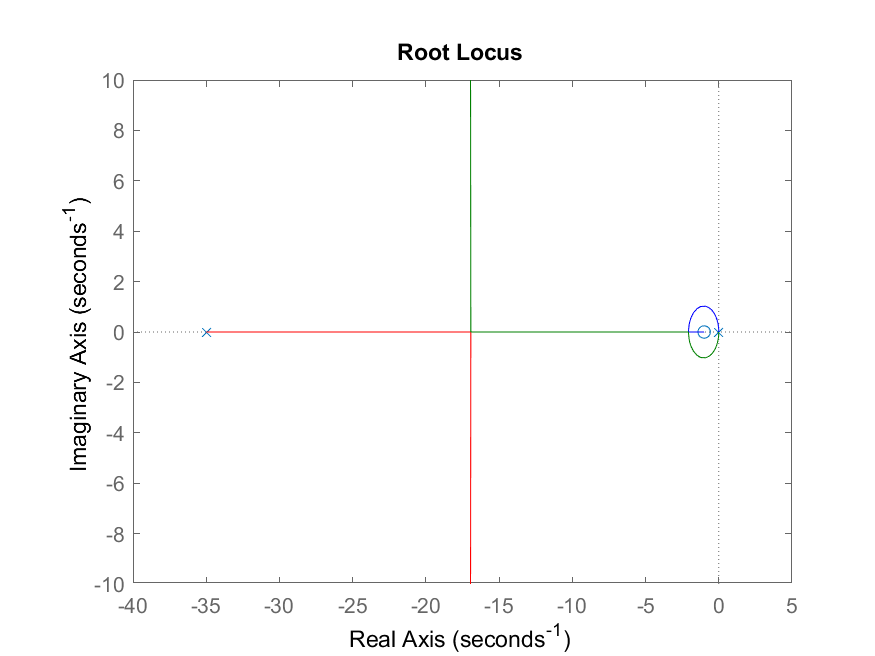 Root Locus
10
8
6
4
2
0
-2
-4
-6
-8
-10
Imaginary Axis (seconds⁻¹)
-40 -35 -30 -25 -20 -15 -10 -5 0 5
Real Axis (seconds⁻¹)